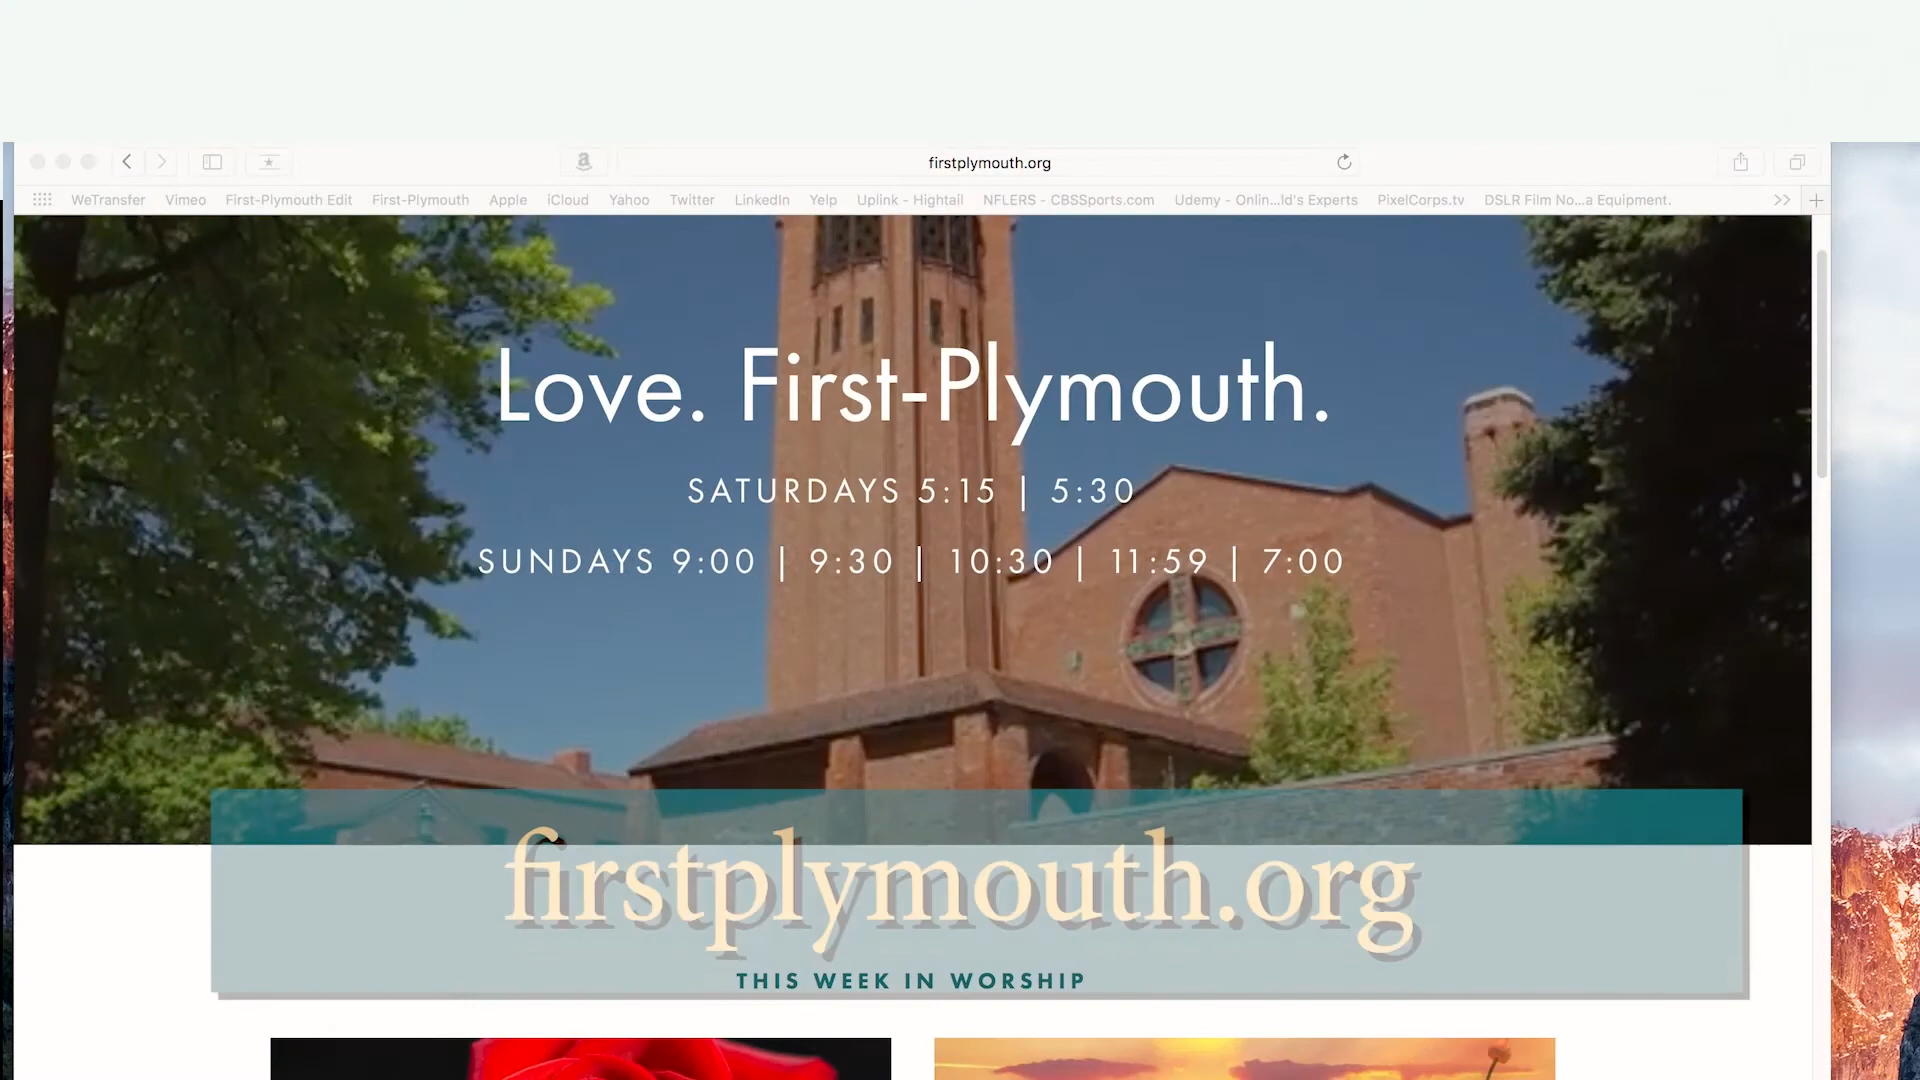 firstplymouth.org
WeTransfer Vimeo First-Plymouth Edit First-Plymouth Apple iCloud Yahoo Twitter LinkedIn Yelp Uplink - Hightail NFLERS - CBSSports.com Udemy - Onlin...ld's Experts PixelCorps.tv DSLR Film No...a Equipment.
Love. First-Plymouth.
SATURDAYS 5:15 | 5:30
SUNDAYS 9:00 | 9:30 | 10:30 | 11:59 | 7:00
firstplymouth.org
THIS WEEK IN WORSHIP